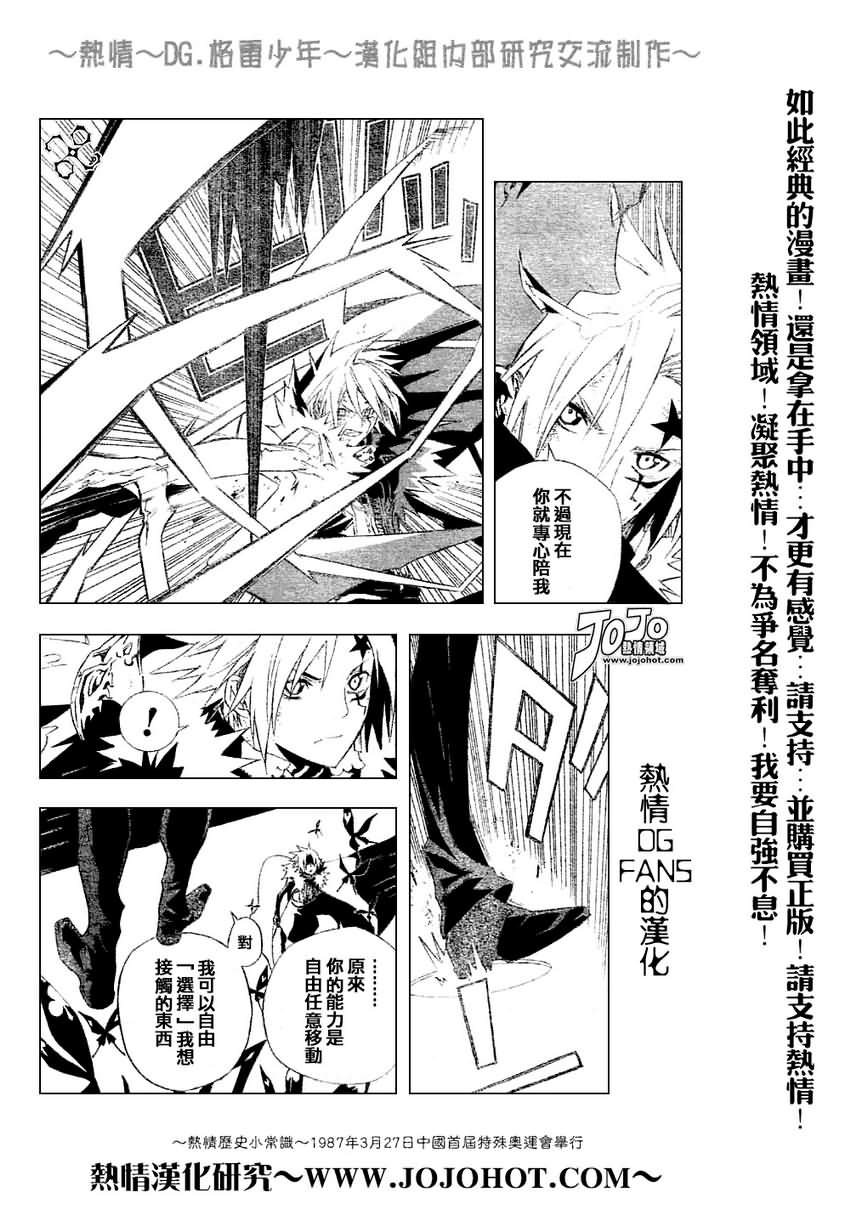 ～熱情～DG.格雷少年～漢化組內部研究交流制作～
如此經典的漫畫！還是拿在手中…才更有感覺…請支持…並購買正版！請支持熱情！
熱情領域！凝聚熱情！不為爭名奪利！我要自強不息！
不過現在
你就專心陪我
JOJO
熱情領域
www.jojohot.com
！
熱情
DG
FANS
的漢化
………
原來
你的能力是
自由任意移動
對
我可以自由
「選擇」我想
接觸的東西
～熱情歷史小常識～1987年3月27日中國首屆特殊奧運會舉行
熱情漢化研究～WWW.JOJOHOT.COM～